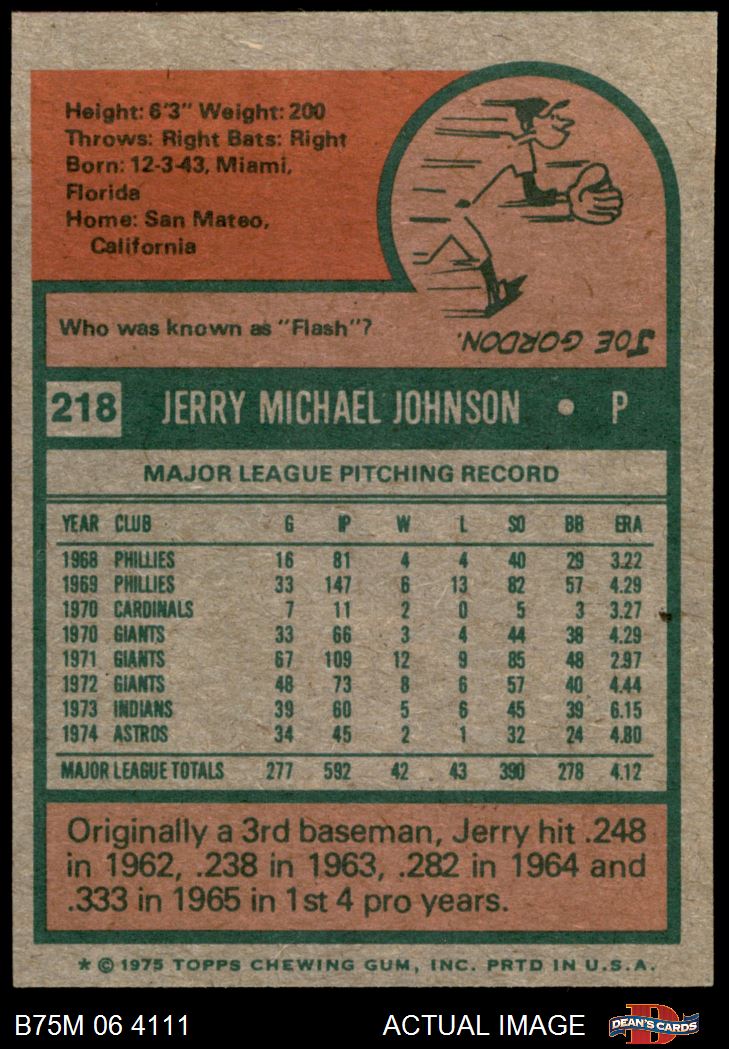 Height: 6'3" Weight: 200
Throws: Right Bats: Right
Born: 12-3-43, Miami,
Florida
Home: San Mateo,
California
Who was known as "Flash"?
JOE GORDON.
218 JERRY MICHAEL JOHNSON • P
MAJOR LEAGUE PITCHING RECORD
YEAR CLUB G IP W L SO BB ERA
1968 PHILLIES 16 81 4 4 40 29 3.22
1969 PHILLIES 33 147 6 13 82 57 4.29
1970 CARDINALS 7 11 2 0 5 3 3.27
1970 GIANTS 33 66 3 4 44 38 4.29
1971 GIANTS 67 109 12 9 85 48 2.97
1972 GIANTS 48 73 8 6 57 40 4.44
1973 INDIANS 39 60 5 6 45 39 6.15
1974 ASTROS 34 45 2 1 32 24 4.80
MAJOR LEAGUE TOTALS 277 592 42 43 390 278 4.12
Originally a 3rd baseman, Jerry hit .248
in 1962, .238 in 1963, .282 in 1964 and
.333 in 1965 in 1st 4 pro years.
* © 1975 TOPPS CHEWING GUM, INC. PRTD IN U.S.A.
B75M 06 4111 ACTUAL IMAGE DEAN'S CARDS